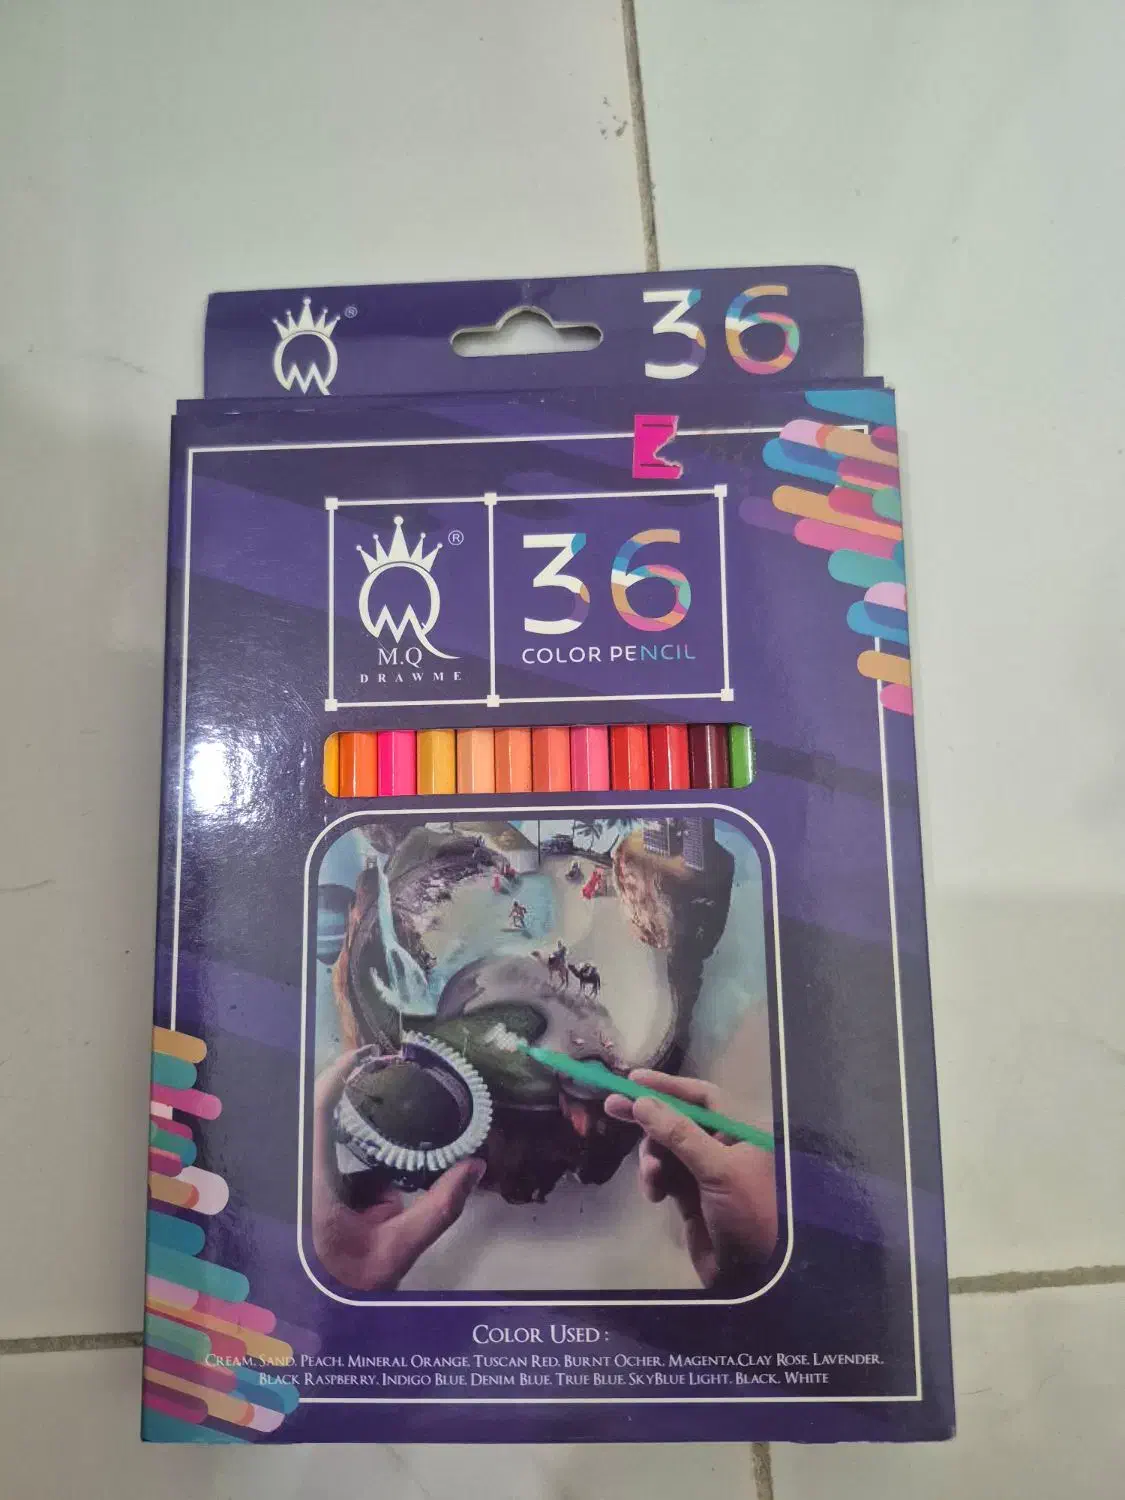 ® 36
®
M.Q
DRAWME
36
COLOR PENCIL
COLOR USED :
CREAM. SAND. PEACH. MINERAL ORANGE. TUSCAN RED. BURNT OCHER. MAGENTA.CLAY ROSE. LAVENDER.
BLACK RASPBERRY. INDIGO BLUE. DENIM BLUE. TRUE BLUE. SKYBLUE LIGHT. BLACK. WHITE